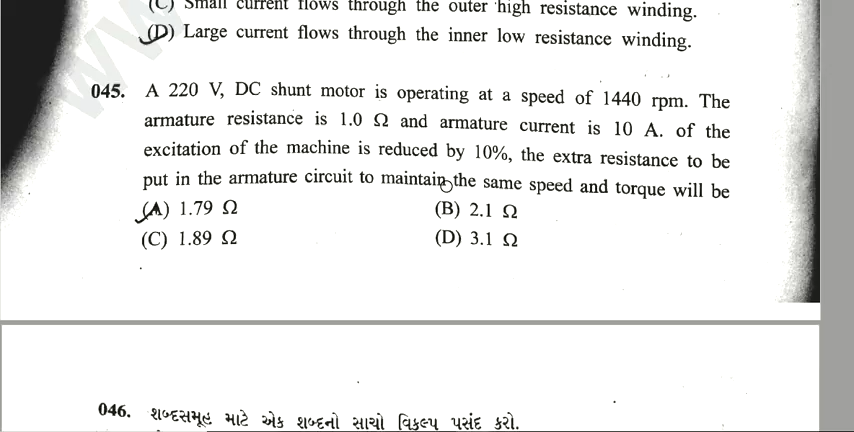 (C) Small current flows through the outer high resistance winding.
(D) Large current flows through the inner low resistance winding.
045. A 220 V, DC shunt motor is operating at a speed of 1440 rpm. The
armature resistance is 1.0 Ω and armature current is 10 A. of the
excitation of the machine is reduced by 10%, the extra resistance to be
put in the armature circuit to maintain the same speed and torque will be
(A) 1.79 Ω (B) 2.1 Ω
(C) 1.89 Ω (D) 3.1 Ω
046. શબ્દસમૂહ માટે એક શબ્દનો સાચો વિકલ્પ પસંદ કરો.